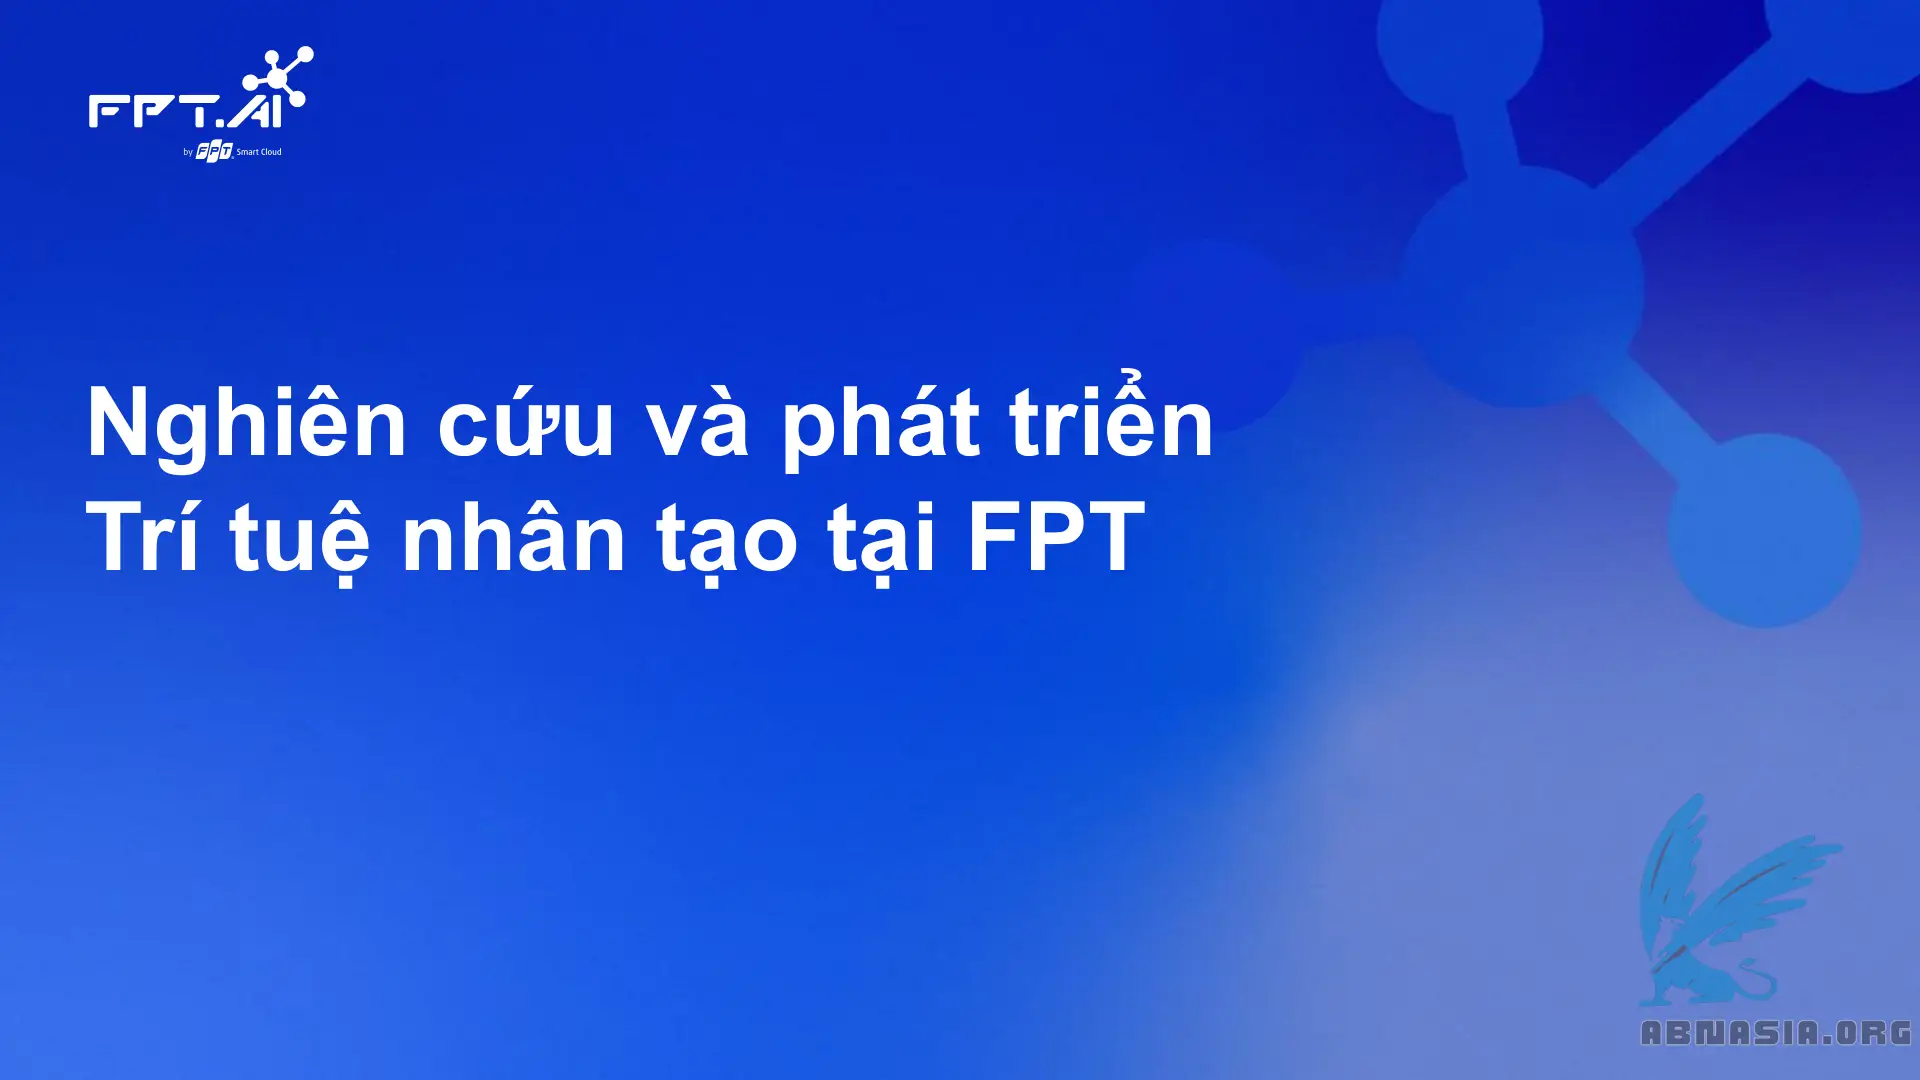 FPT.AI
by FPT Smart Cloud
Nghiên cứu và phát triển
Trí tuệ nhân tạo tại FPT
ABNASIA.ORG